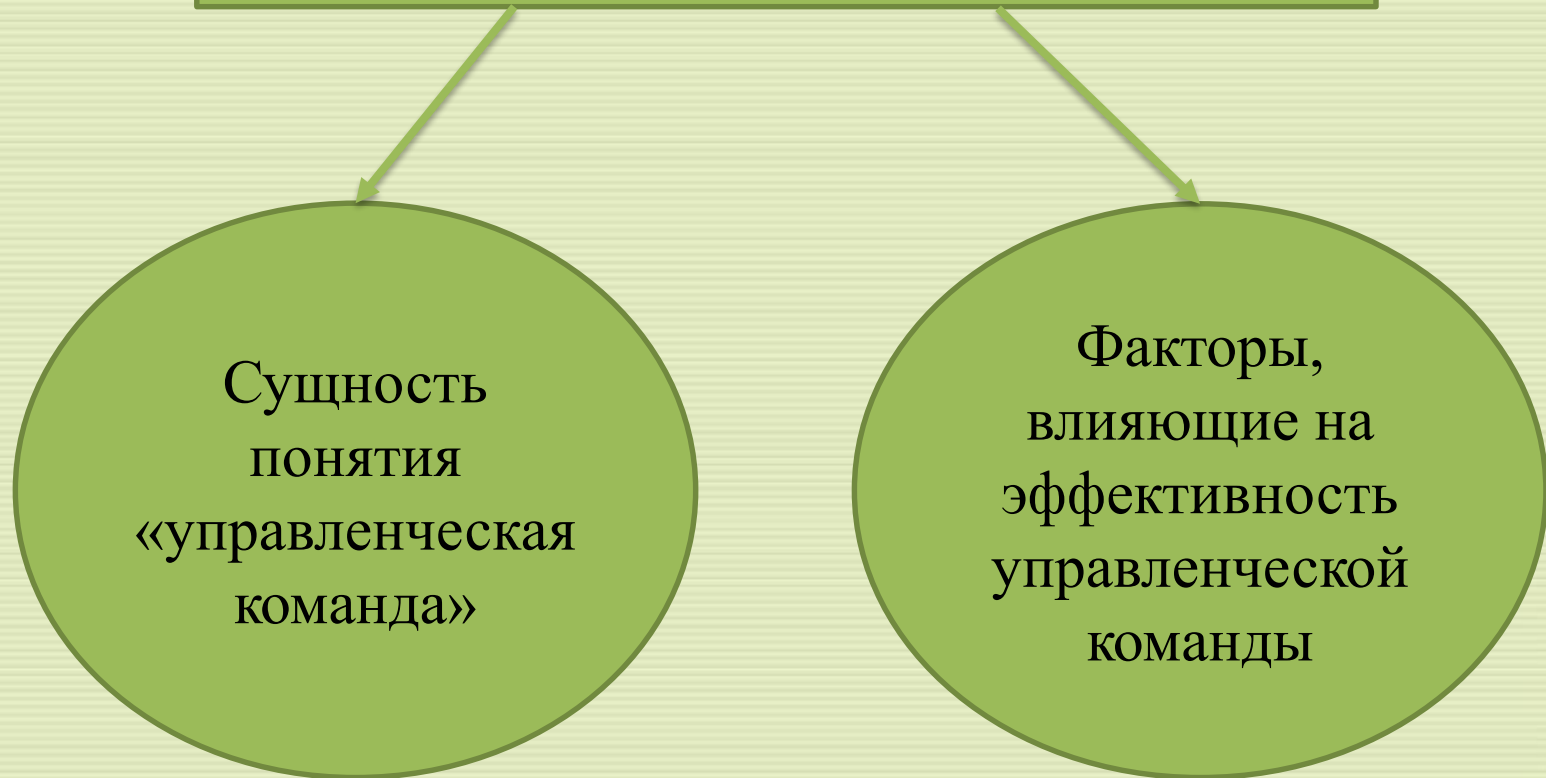 Сущность
понятия
«управленческая
команда»
Факторы,
влияющие на
эффективность
управленческой
команды